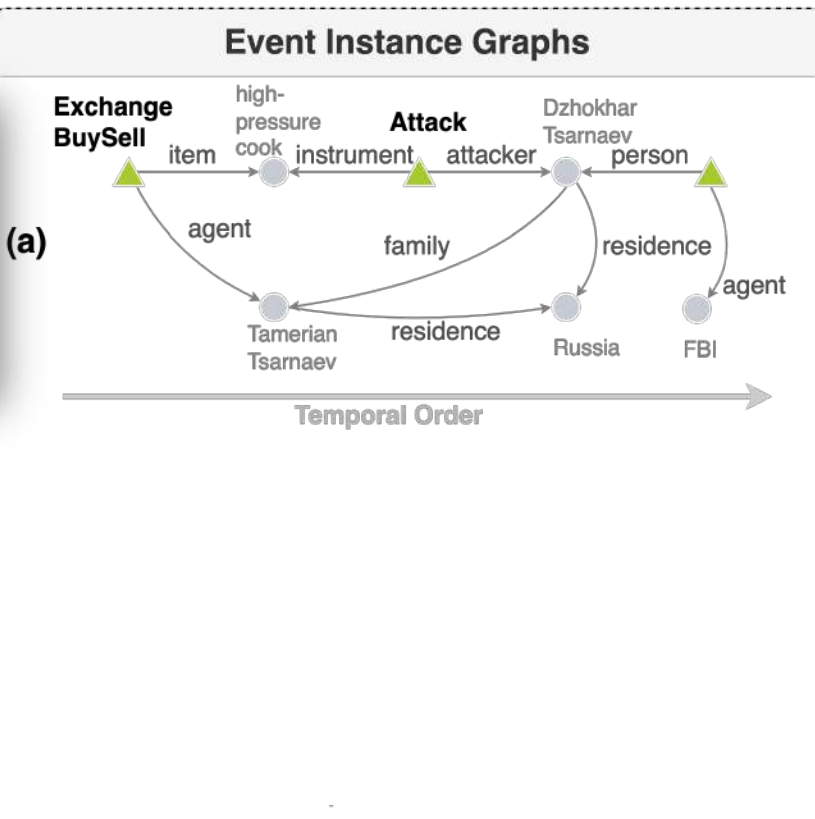 Event Instance Graphs
Exchange
BuySell
high-
pressure
cook
Attack
Dzhokhar
Tsarnaev
item
instrument
attacker
person
(a)
agent
family
residence
agent
Tamerian
Tsarnaev
residence
Russia
FBI
Temporal Order